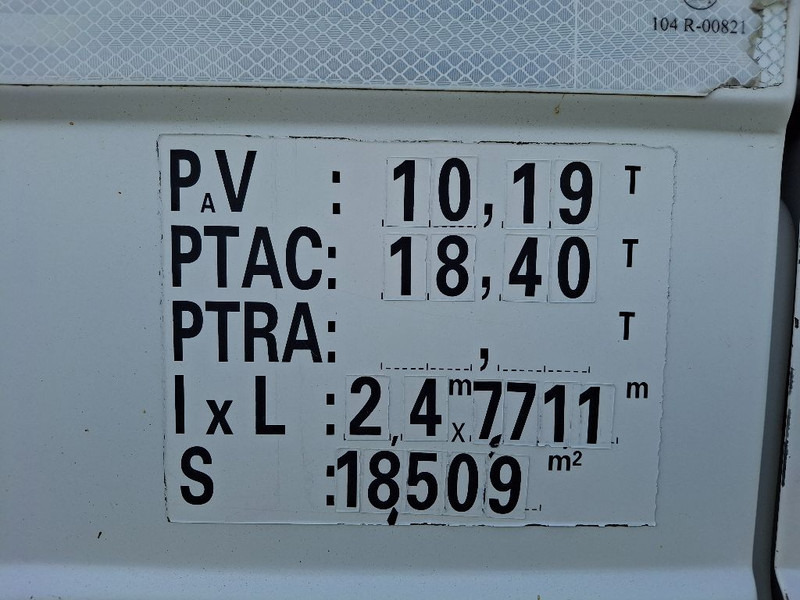 104 R-00821
PAV : 10,19 T
PTAC: 18,40 T
PTRA: , T
l x L : 2,4 m x 7,711 m
S : 18,509 m²